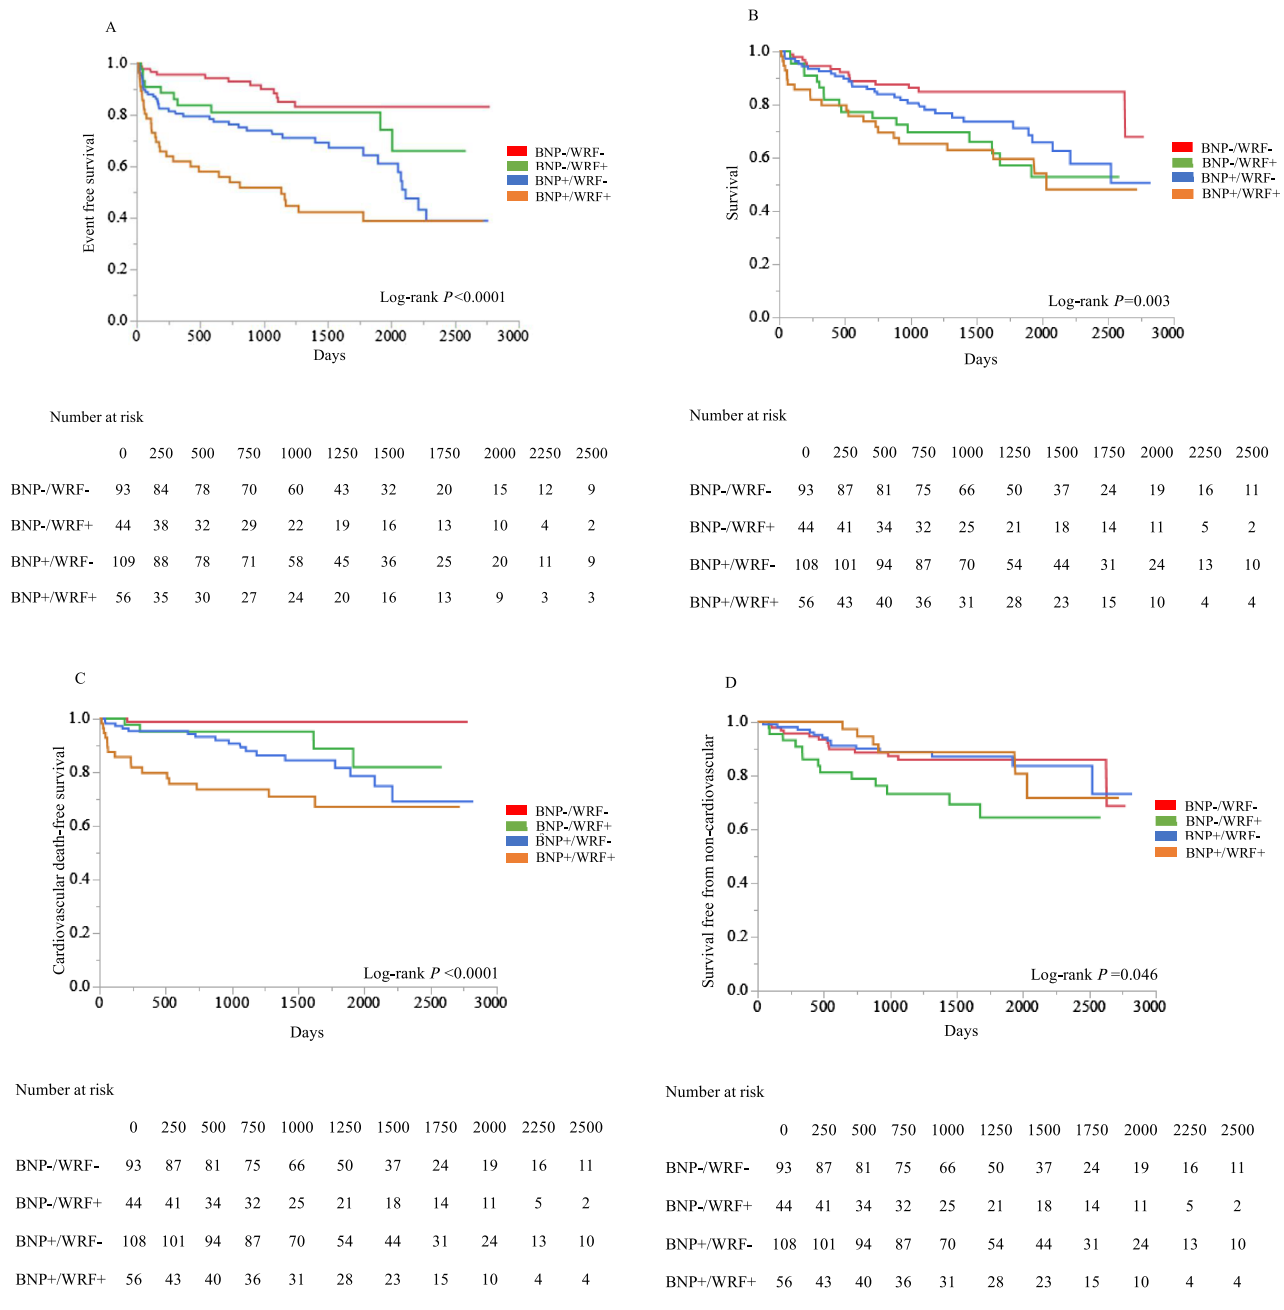 A
1.0
0.8
0.6
0.4
0.2
0.0
Event free survival
0 500 1000 1500 2000 2500 3000
Days
BNP-/WRF-
BNP-/WRF+
BNP+/WRF-
BNP+/WRF+
Log-rank P<0.0001
Number at risk
0 250 500 750 1000 1250 1500 1750 2000 2250 2500
BNP-/WRF- 93 84 78 70 60 43 32 20 15 12 9
BNP-/WRF+ 44 38 32 29 22 19 16 13 10 4 2
BNP+/WRF- 109 88 78 71 58 45 36 25 20 11 9
BNP+/WRF+ 56 35 30 27 24 20 16 13 9 3 3
B
1.0
0.8
0.6
0.4
0.2
0.0
Survival
0 500 1000 1500 2000 2500 3000
Days
BNP-/WRF-
BNP-/WRF+
BNP+/WRF-
BNP+/WRF+
Log-rank P=0.003
Number at risk
0 250 500 750 1000 1250 1500 1750 2000 2250 2500
BNP-/WRF- 93 87 81 75 66 50 37 24 19 16 11
BNP-/WRF+ 44 41 34 32 25 21 18 14 11 5 2
BNP+/WRF- 108 101 94 87 70 54 44 31 24 13 10
BNP+/WRF+ 56 43 40 36 31 28 23 15 10 4 4
C
1.0
0.8
0.6
0.4
0.2
0.0
Cardiovascular death-free survival
0 500 1000 1500 2000 2500 3000
Days
BNP-/WRF-
BNP-/WRF+
BNP+/WRF-
BNP+/WRF+
Log-rank P <0.0001
Number at risk
0 250 500 750 1000 1250 1500 1750 2000 2250 2500
BNP-/WRF- 93 87 81 75 66 50 37 24 19 16 11
BNP-/WRF+ 44 41 34 32 25 21 18 14 11 5 2
BNP+/WRF- 108 101 94 87 70 54 44 31 24 13 10
BNP+/WRF+ 56 43 40 36 31 28 23 15 10 4 4
D
1.0
0.8
0.6
0.4
0.2
0.0
Survival free from non-cardiovascular
0 500 1000 1500 2000 2500 3000
Days
BNP-/WRF-
BNP-/WRF+
BNP+/WRF-
BNP+/WRF+
Log-rank P =0.046
Number at risk
0 250 500 750 1000 1250 1500 1750 2000 2250 2500
BNP-/WRF- 93 87 81 75 66 50 37 24 19 16 11
BNP-/WRF+ 44 41 34 32 25 21 18 14 11 5 2
BNP+/WRF- 108 101 94 87 70 54 44 31 24 13 10
BNP+/WRF+ 56 43 40 36 31 28 23 15 10 4 4